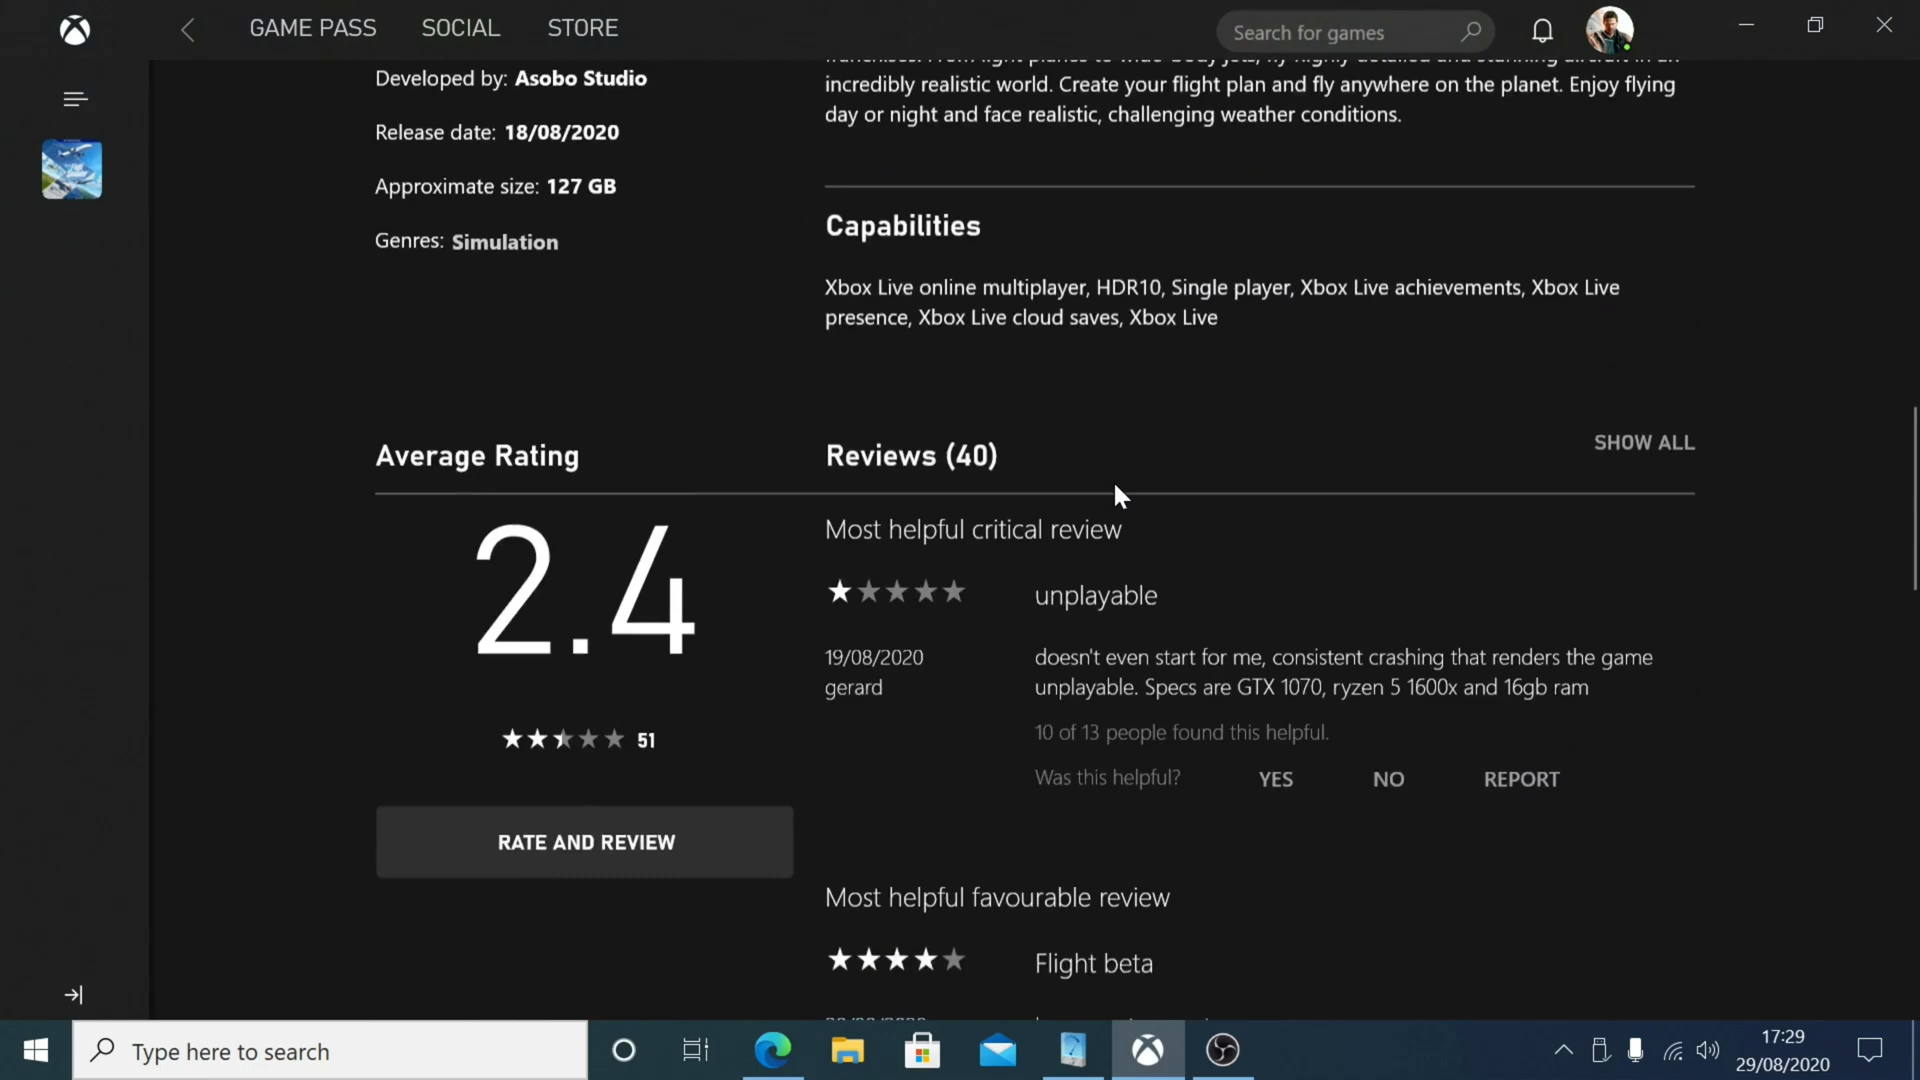 GAME PASS
SOCIAL
STORE
Search for games
Developed by: Asobo Studio
Release date: 18/08/2020
Approximate size: 127 GB
Genres: Simulation
incredibly realistic world. Create your flight plan and fly anywhere on the planet. Enjoy flying
day or night and face realistic, challenging weather conditions.
Capabilities
Xbox Live online multiplayer, HDR10, Single player, Xbox Live achievements, Xbox Live
presence, Xbox Live cloud saves, Xbox Live
Average Rating
2.4
51
RATE AND REVIEW
Reviews (40)
SHOW ALL
Most helpful critical review
unplayable
19/08/2020
gerard
doesn't even start for me, consistent crashing that renders the game
unplayable. Specs are GTX 1070, ryzen 5 1600x and 16gb ram
10 of 13 people found this helpful.
Was this helpful?
YES
NO
REPORT
Most helpful favourable review
Flight beta
Type here to search
17:29
29/08/2020